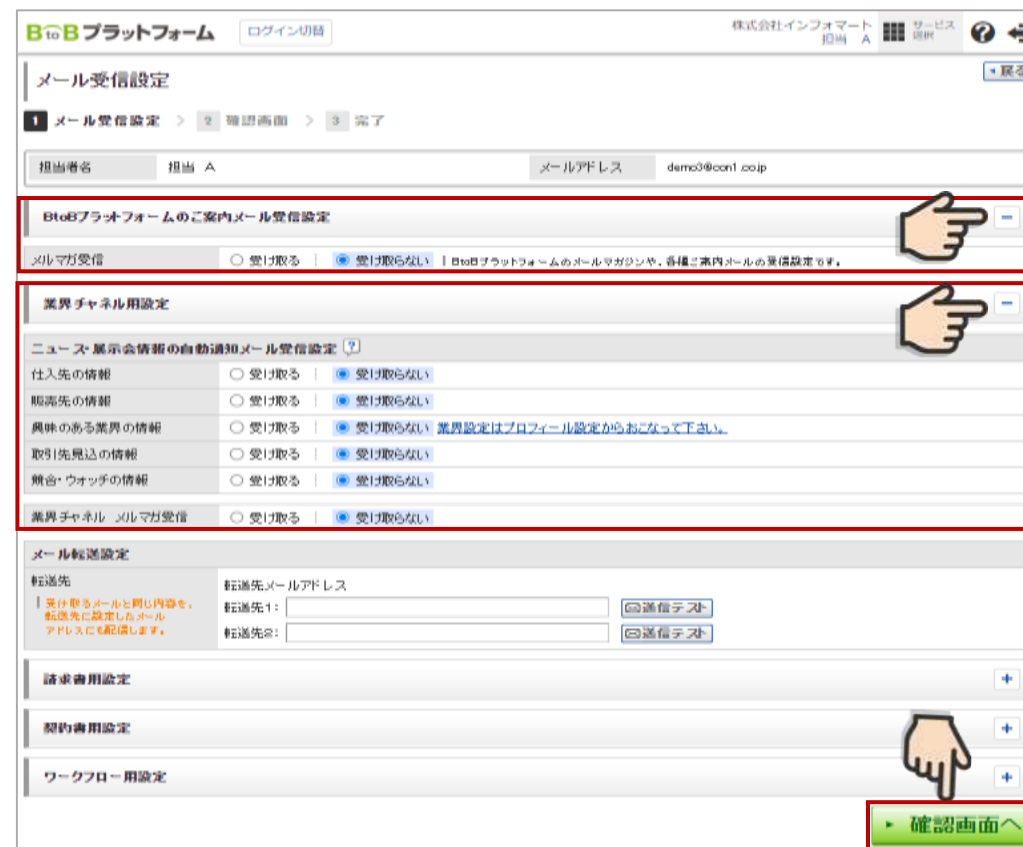 BtoBプラットフォーム ログイン切替 株式会社インフォマート サービス
担当 A 選択
メール受信設定 戻る
1 メール受信設定 > 2 確認画面 > 3 完了
担当者名 担当 A メールアドレス demo3@con1.co.jp
BtoBプラットフォームのご案内メール受信設定
メルマガ受信 受け取る 受け取らない BtoBプラットフォームのメールマガジンや、各種ご案内メールの受信設定です。
業界チャネル用設定
ニュース・展示会情報の自動通知メール受信設定 ?
仕入先の情報 受け取る 受け取らない
販売先の情報 受け取る 受け取らない
興味のある業界の情報 受け取る 受け取らない 業界設定はプロフィール設定からおこなって下さい。
取引先見込の情報 受け取る 受け取らない
競合・ウォッチの情報 受け取る 受け取らない
業界チャネル メルマガ受信 受け取る 受け取らない
メール転送設定
転送先 転送先メールアドレス
受け取るメールと同じ内容を、
転送先に設定したメール
アドレスにも配信します。
転送先1: 送信テスト
転送先2: 送信テスト
請求書用設定
契約書用設定
ワークフロー用設定
確認画面へ